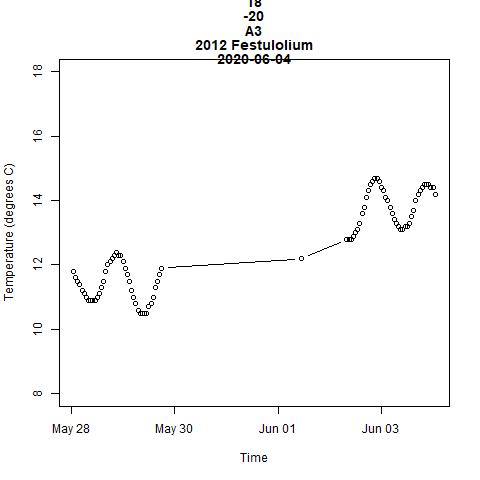 18
-20
A3
2012 Festulolium
2020-06-04
Temperature (degrees C)
18
16
14
12
10
8
May 28
May 30
Jun 01
Jun 03
Time